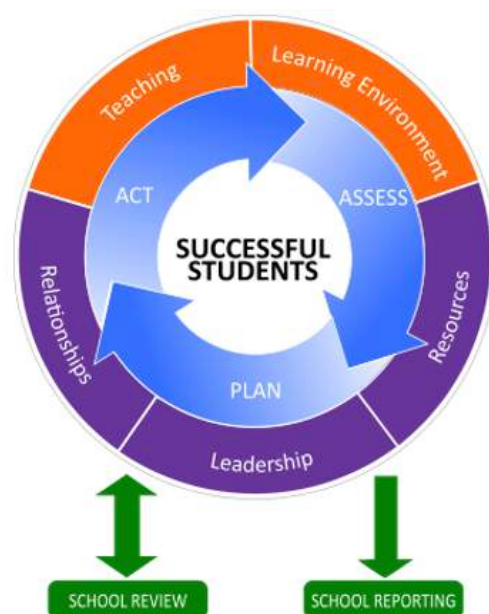 Teaching
Learning Environment
ACT
ASSESS
SUCCESSFUL
STUDENTS
Relationships
Resources
PLAN
Leadership
SCHOOL REVIEW
SCHOOL REPORTING